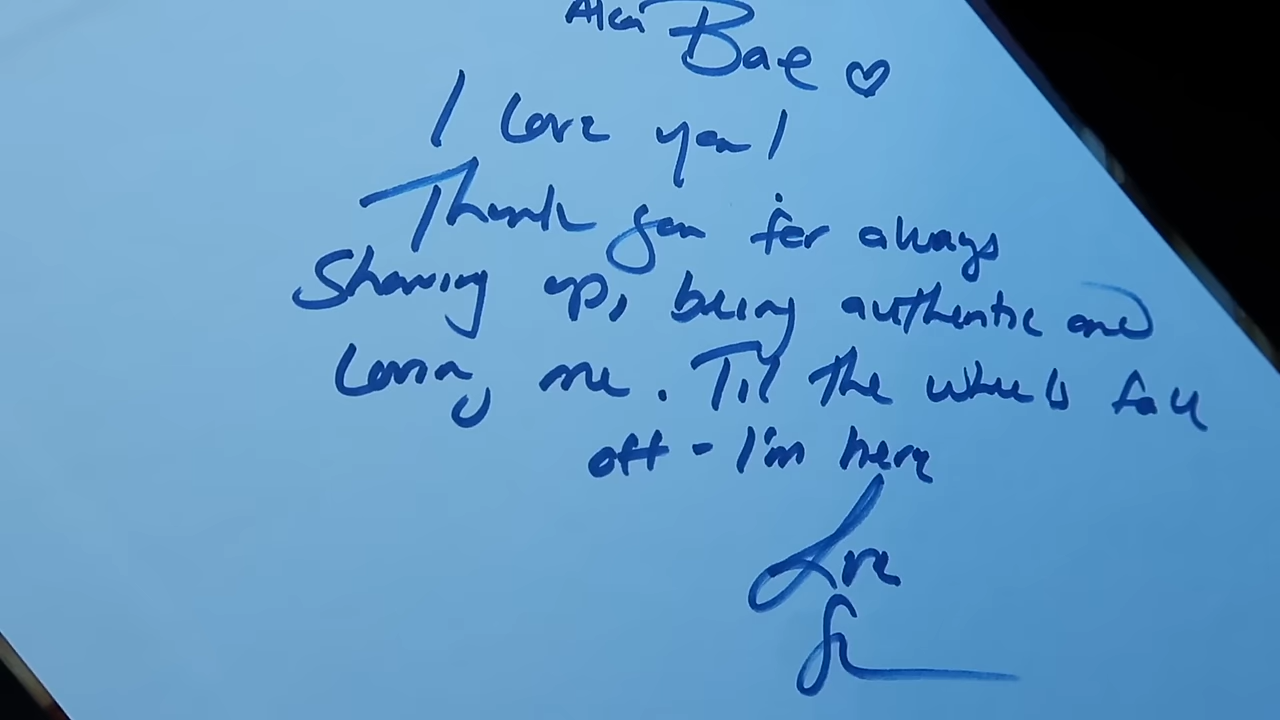 Bae ♡
I love you!
Thank you for always
Showing up, being authentic and
loving me. Til the wheels fall
off - I'm here
Love